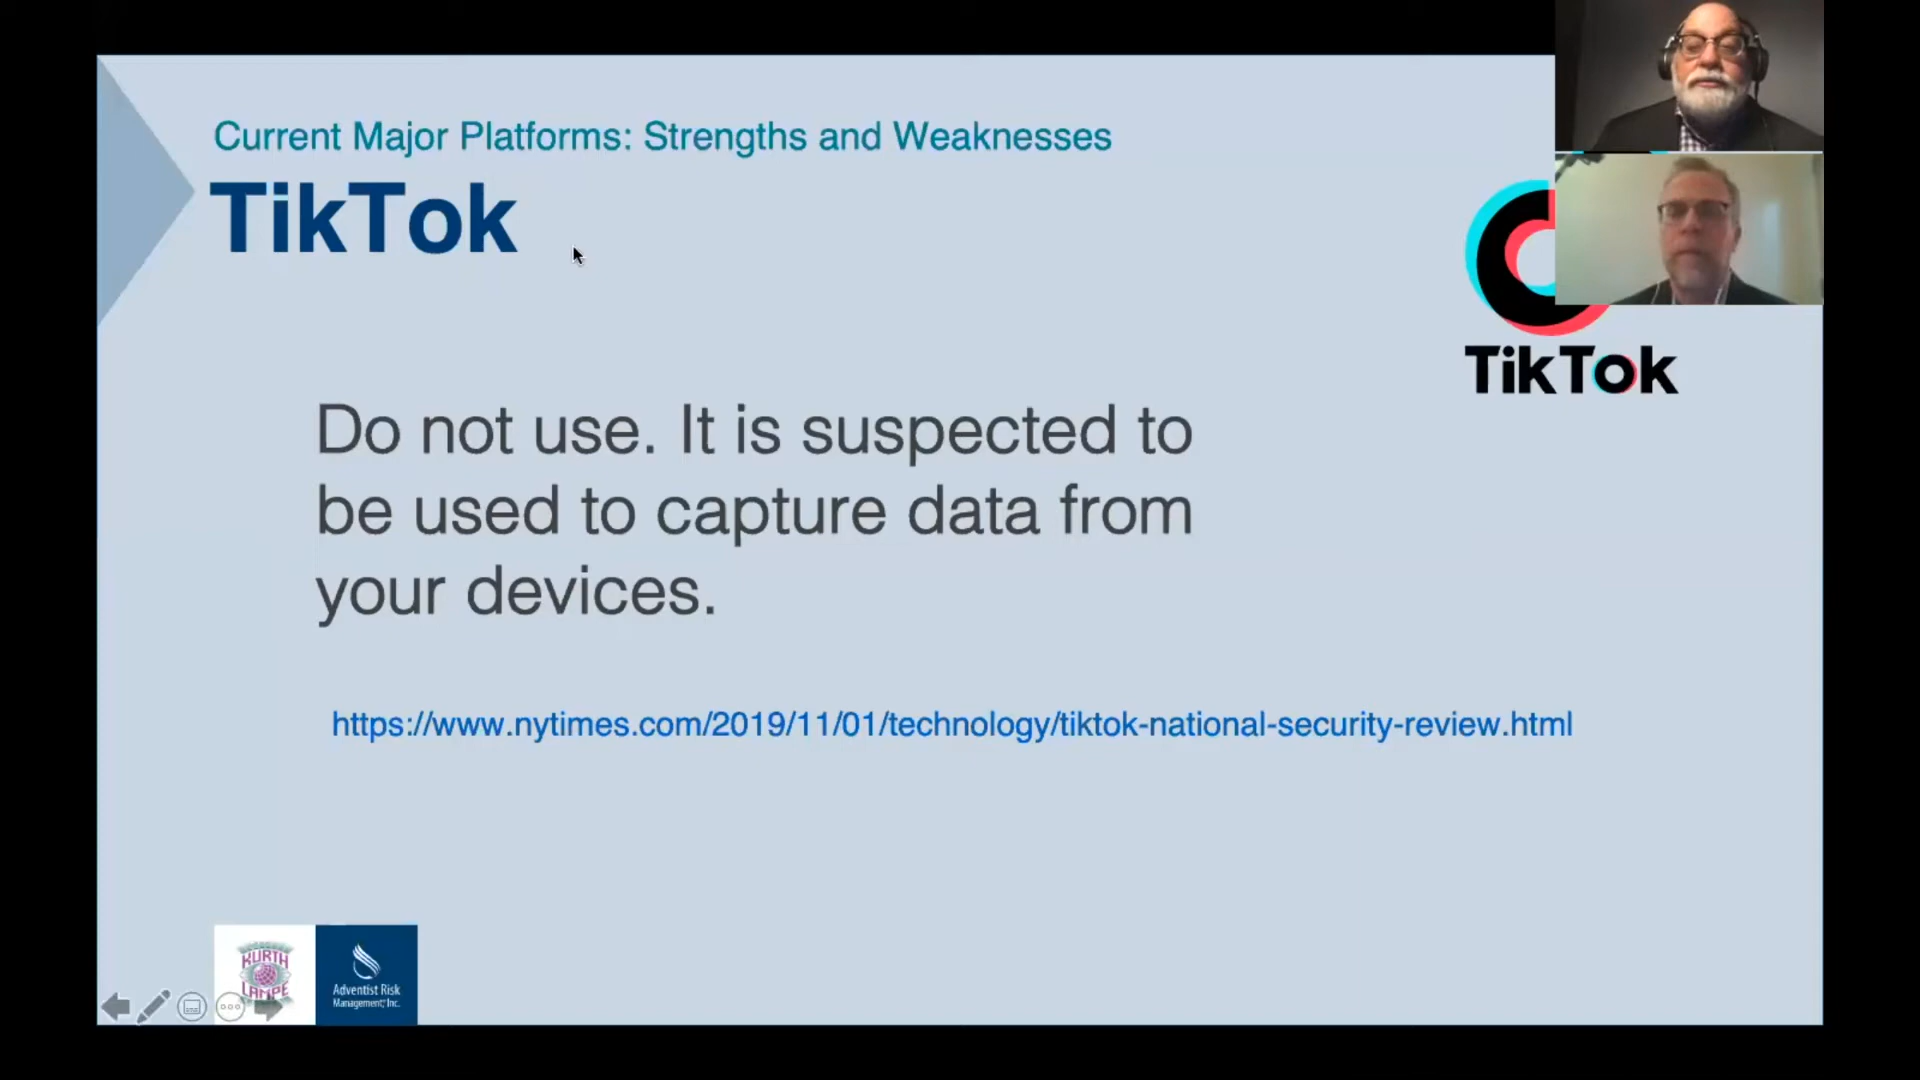 Current Major Platforms: Strengths and Weaknesses
TikTok
TikTok
Do not use. It is suspected to
be used to capture data from
your devices.
https://www.nytimes.com/2019/11/01/technology/tiktok-national-security-review.html
KURTH
LAMPE
Adventist Risk
Management, Inc.